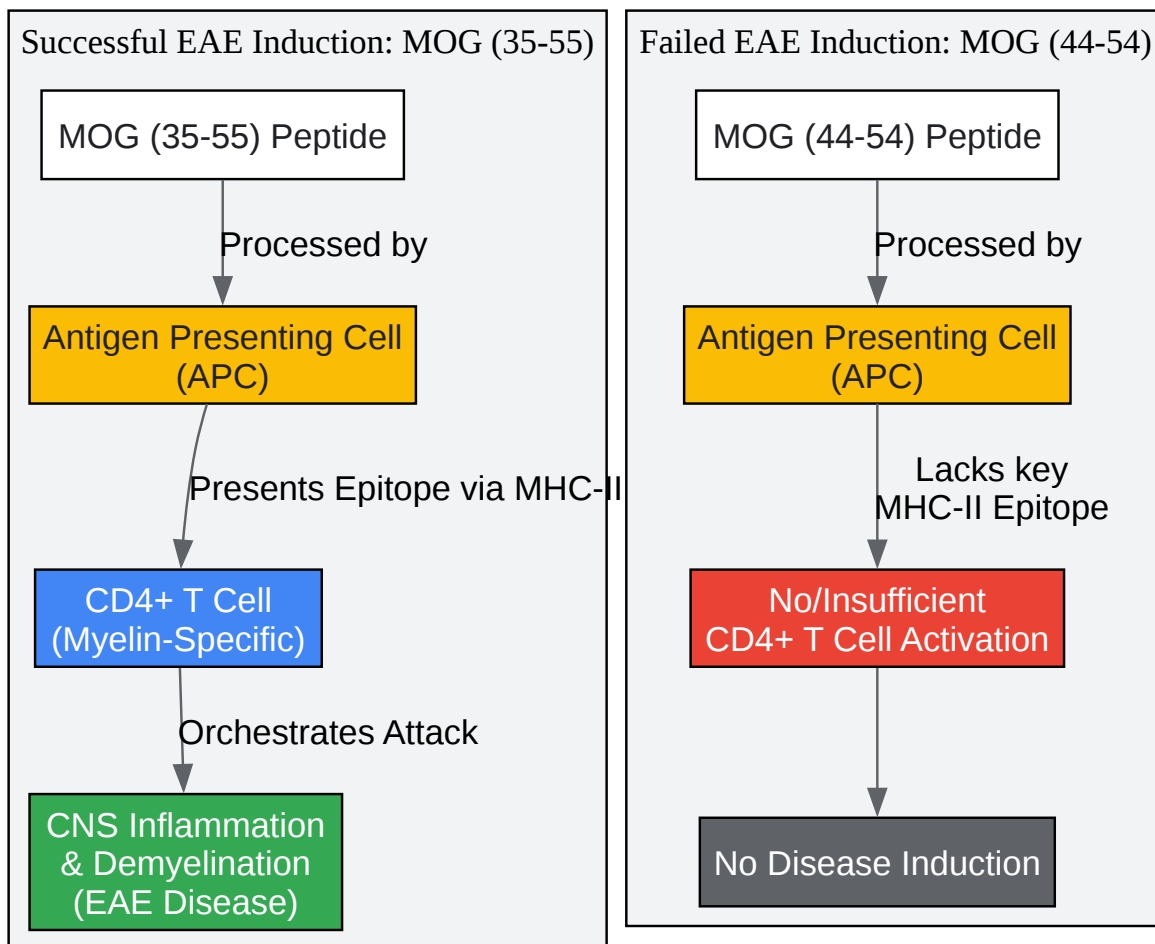 Successful EAE Induction: MOG (35-55)
MOG (35-55) Peptide
Processed by
Antigen Presenting Cell
(APC)
Presents Epitope via MHC-II
CD4+ T Cell
(Myelin-Specific)
Orchestrates Attack
CNS Inflammation
& Demyelination
(EAE Disease)
Failed EAE Induction: MOG (44-54)
MOG (44-54) Peptide
Processed by
Antigen Presenting Cell
(APC)
Lacks key
MHC-II Epitope
No/Insufficient
CD4+ T Cell Activation
No Disease Induction